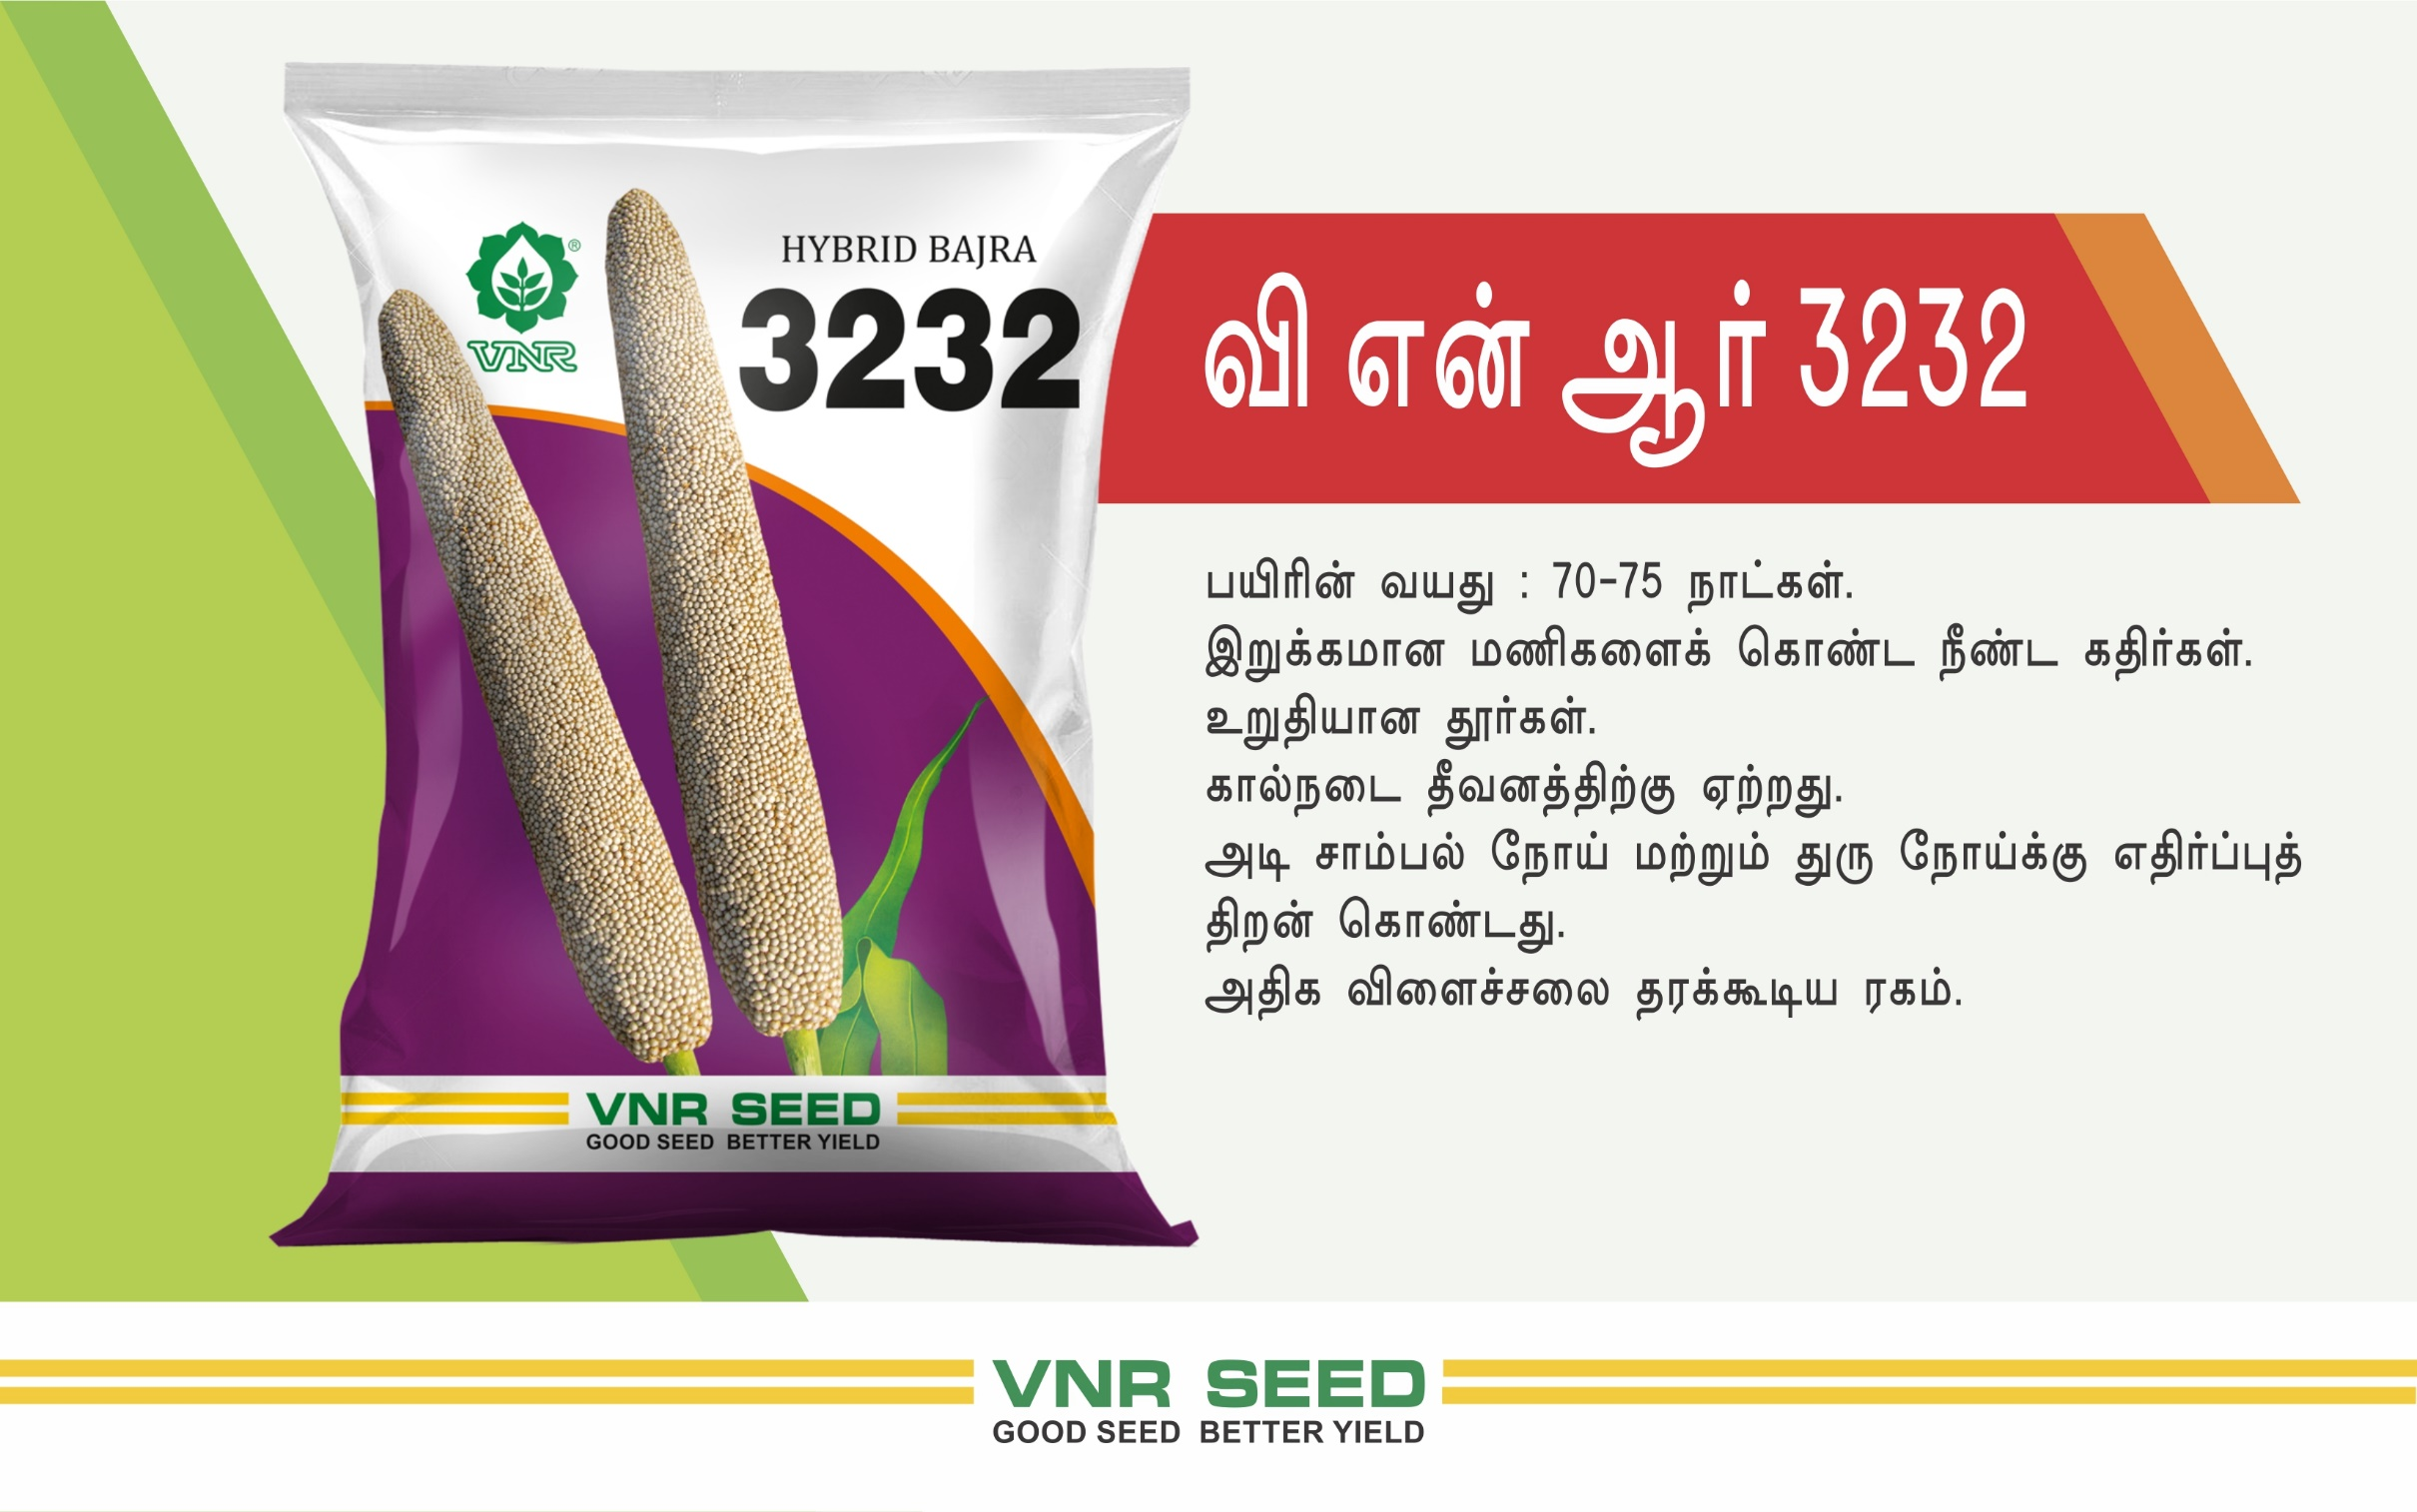 VNR
HYBRID BAJRA
3232
VNR SEED
GOOD SEED BETTER YIELD
வி என் ஆர் 3232
பயிரின் வயது : 70-75 நாட்கள்.
இறுக்கமான மணிகளைக் கொண்ட நீண்ட கதிர்கள்.
உறுதியான தூர்கள்.
கால்நடை தீவனத்திற்கு ஏற்றது.
அடி சாம்பல் நோய் மற்றும் துரு நோய்க்கு எதிர்ப்புத்
திறன் கொண்டது.
அதிக விளைச்சலை தரக்கூடிய ரகம்.
VNR SEED
GOOD SEED BETTER YIELD